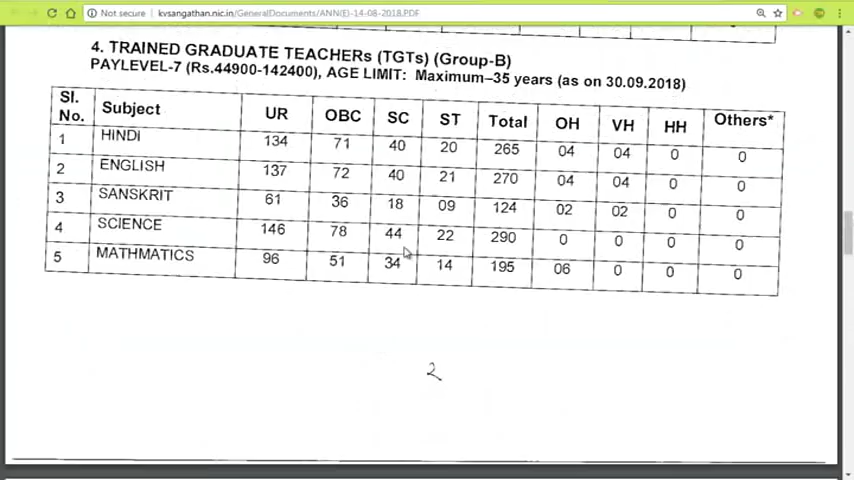 Not secure | kvsangathan.nic.in/GeneralDocuments/ANN(E)-14-08-2018.PDF
4. TRAINED GRADUATE TEACHERs (TGTs) (Group-B)
PAYLEVEL-7 (Rs.44900-142400), AGE LIMIT: Maximum–35 years (as on 30.09.2018)
Sl. No. Subject UR OBC SC ST Total OH VH HH Others*
1 HINDI 134 71 40 20 265 04 04 0 0
2 ENGLISH 137 72 40 21 270 04 04 0 0
3 SANSKRIT 61 36 18 09 124 02 02 0 0
4 SCIENCE 146 78 44 22 290 0 0 0 0
5 MATHMATICS 96 51 34 14 195 06 0 0 0
2